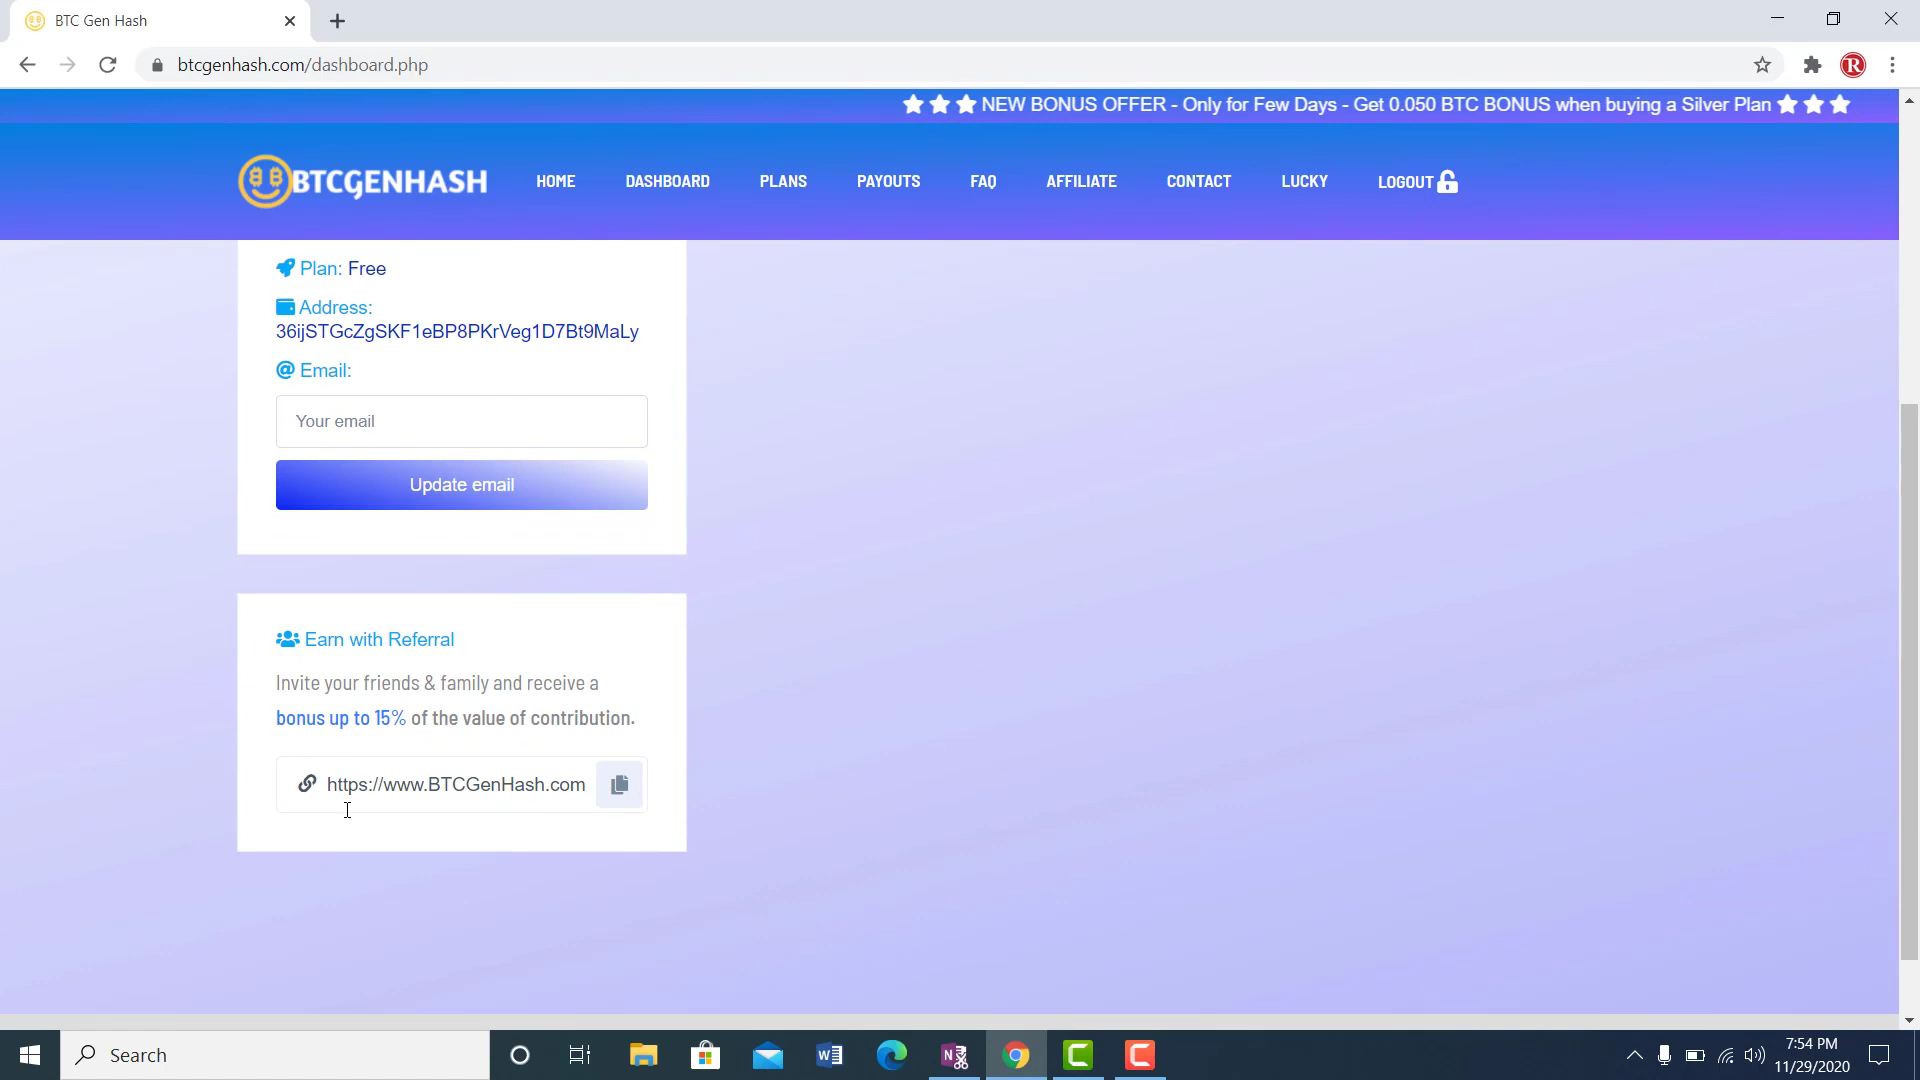 BTC Gen Hash
btcgenhash.com/dashboard.php
R
NEW BONUS OFFER - Only for Few Days - Get 0.050 BTC BONUS when buying a Silver Plan
BTCGENHASH
HOME
DASHBOARD
PLANS
PAYOUTS
FAQ
AFFILIATE
CONTACT
LUCKY
LOGOUT
Plan: Free
Address:
36ijSTGcZgSKF1eBP8PKrVeg1D7Bt9MaLy
Email:
Your email
Update email
Earn with Referral
Invite your friends & family and receive a
bonus up to 15% of the value of contribution.
https://www.BTCGenHash.com
Search
7:54 PM
11/29/2020